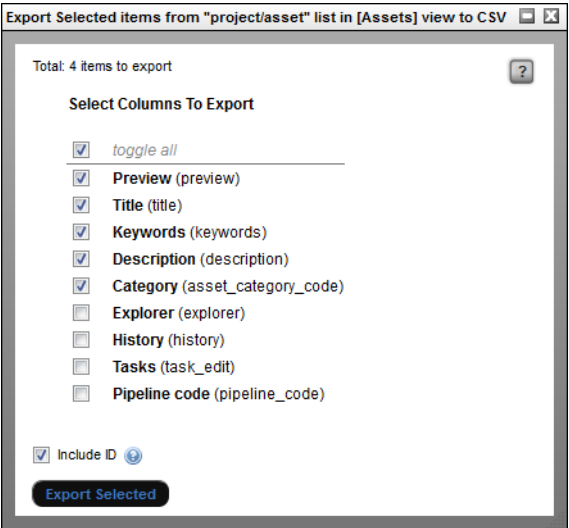 Export Selected items from "project/asset" list in [Assets] view to CSV
Total: 4 items to export
?
Select Columns To Export
toggle all
Preview (preview)
Title (title)
Keywords (keywords)
Description (description)
Category (asset_category_code)
Explorer (explorer)
History (history)
Tasks (task_edit)
Pipeline code (pipeline_code)
Include ID ?
Export Selected